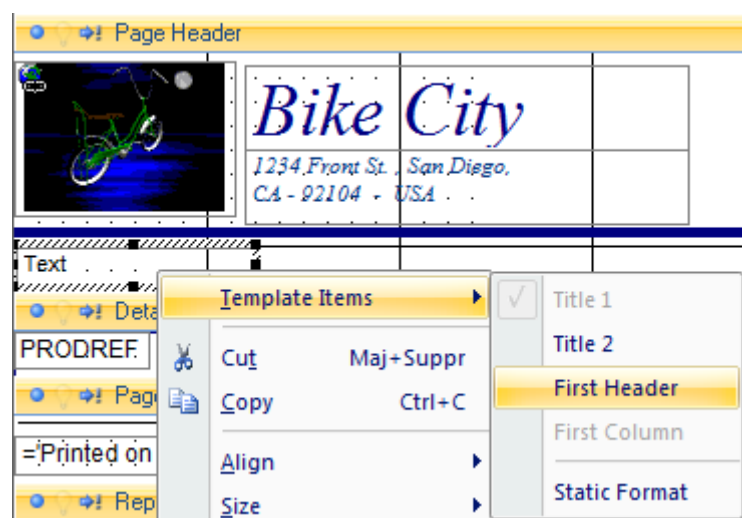 Page Header
Bike City
1234 Front St. , San Diego,
CA - 92104 - USA
Text
Template Items
Title 1
Deta
PRODREF.
Cut Maj+Suppr
Title 2
Pag
Copy Ctrl+C
First Header
First Column
='Printed on
Align
Rep
Size
Static Format